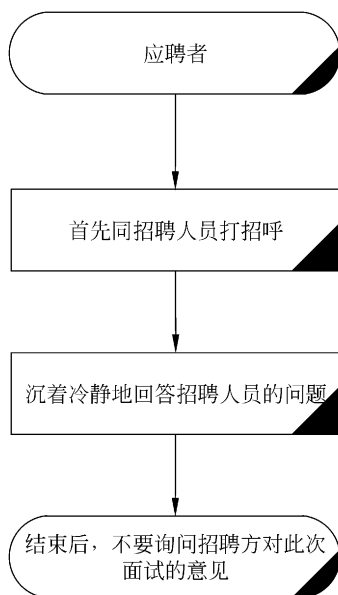 应聘者
首先同招聘人员打招呼
沉着冷静地回答招聘人员的问题
结束后，不要询问招聘方对此次
面试的意见